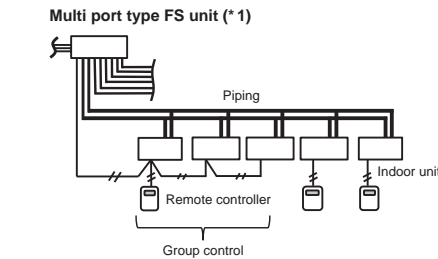 Multi port type FS unit (*1)
Piping
Indoor unit
Remote controller
Group control